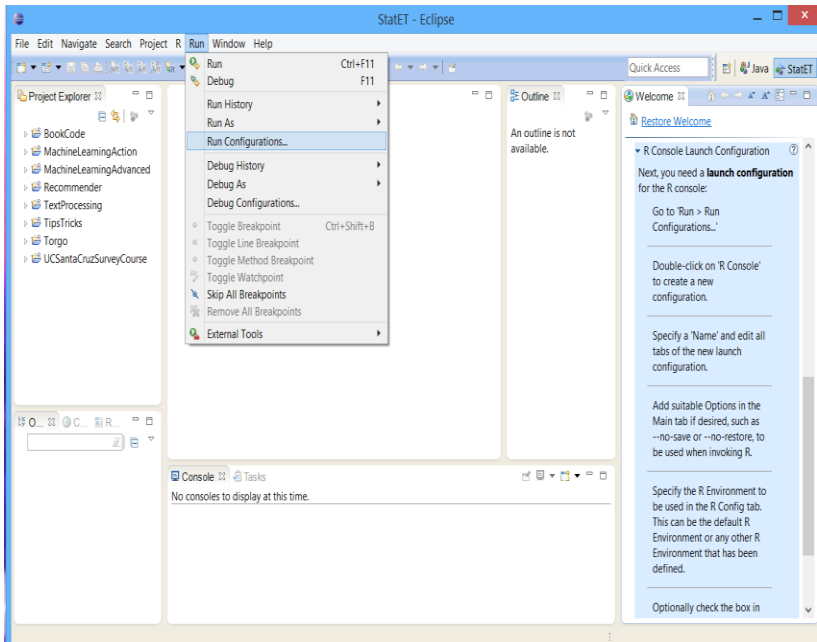 StatET - Eclipse
File Edit Navigate Search Project R Run Window Help
Quick Access
Java
StatET
Project Explorer
BookCode
MachineLearningAction
MachineLearningAdvanced
Recommender
TextProcessing
TipsTricks
Torgo
UCSantaCruzSurveyCourse
Run Ctrl+F11
Debug F11
Run History
Run As
Run Configurations...
Debug History
Debug As
Debug Configurations...
Toggle Breakpoint Ctrl+Shift+B
Toggle Line Breakpoint
Toggle Method Breakpoint
Toggle Watchpoint
Skip All Breakpoints
Remove All Breakpoints
External Tools
Outline
An outline is not
available.
Welcome
Restore Welcome
R Console Launch Configuration
Next, you need a launch configuration
for the R console:
Go to 'Run > Run
Configurations...'
Double-click on 'R Console'
to create a new
configuration.
Specify a 'Name' and edit all
tabs of the new launch
configuration.
Add suitable Options in the
Main tab if desired, such as
--no-save or --no-restore, to
be used when invoking R.
Specify the R Environment to
be used in the R Config tab.
This can be the default R
Environment or any other R
Environment that has been
defined.
Optionally check the box in
O... C... R...
Console Tasks
No consoles to display at this time.